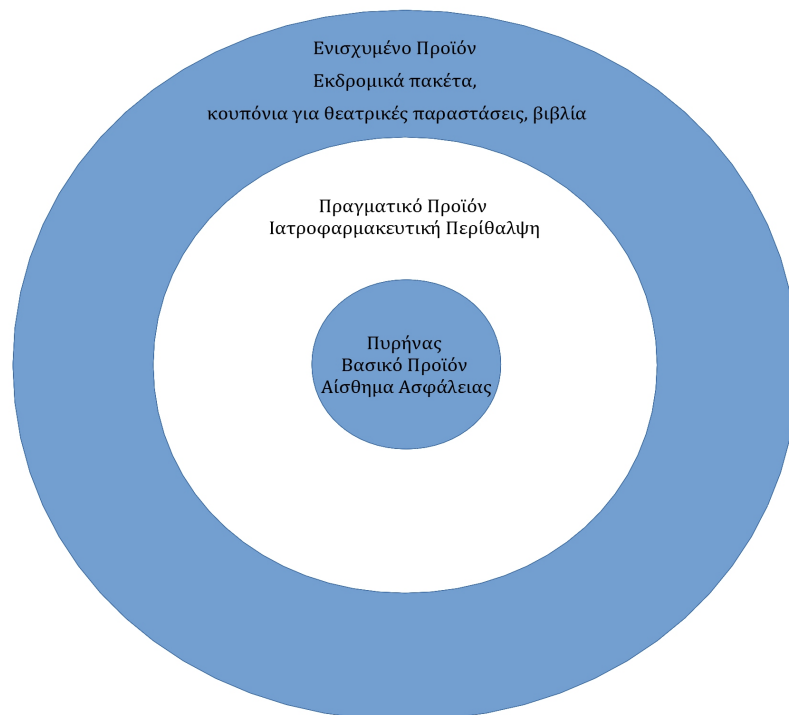 Ενισχυμένο Προϊόν
Εκδρομικά πακέτα,
κουπόνια για θεατρικές παραστάσεις, βιβλία
Πραγματικό Προϊόν
Ιατροφαρμακευτική Περίθαλψη
Πυρήνας
Βασικό Προϊόν
Αίσθημα Ασφάλειας